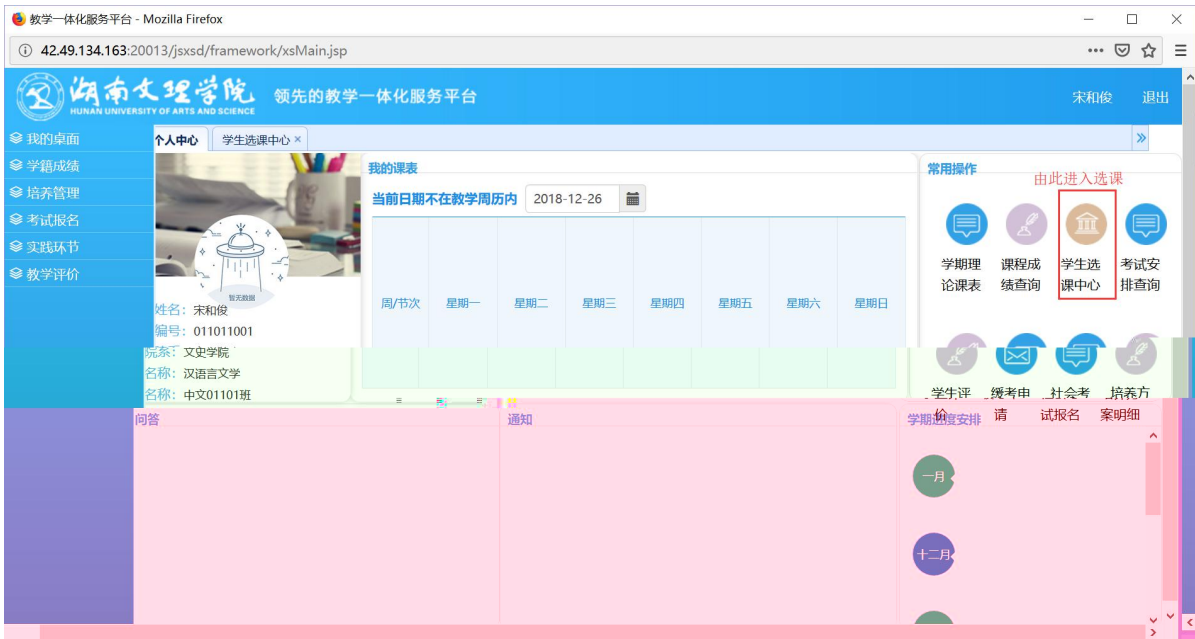 教学一体化服务平台 - Mozilla Firefox
42.49.134.163:20013/jsxsd/framework/xsMain.jsp
湖南文理学院
HUNAN UNIVERSITY OF ARTS AND SCIENCE
领先的教学一体化服务平台
宋和俊 退出
我的桌面
学籍成绩
培养管理
考试报名
实践环节
教学评价
个人中心 学生选课中心 ×
暂无数据
姓名：宋和俊
编号：011011001
院系：文史学院
名称：汉语言文学
名称：中文01101班
我的课表
当前日期不在教学周历内 2018-12-26
周/节次 星期一 星期二 星期三 星期四 星期五 星期六 星期日
常用操作
由此进入选课
学期理论课表
课程成绩查询
学生选课中心
考试安排查询
学生评价
缓考申请
社会考试报名
培养方案明细
问答
通知
学期进度安排
一月
十二月